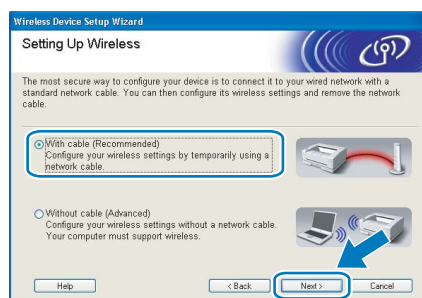 Wireless Device Setup Wizard
Setting Up Wireless
The most secure way to configure your device is to connect it to your wired network with a
standard network cable. You can then configure its wireless settings and remove the network
cable.
With cable (Recommended)
Configure your wireless settings by temporarily using a
network cable.
Without cable (Advanced)
Configure your wireless settings without a network cable.
Your computer must support wireless.
Help
< Back
Next >
Cancel